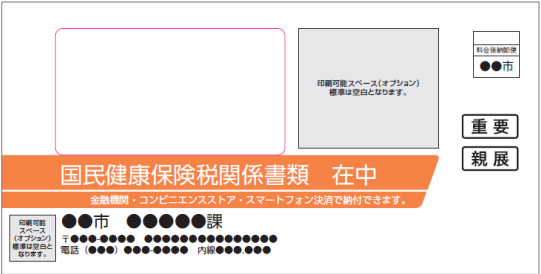 印刷可能スペース(オプション)
標準は空白となります。
料金後納郵便
●●市
重要
親展
国民健康保険税関係書類 在中
金融機関・コンビニエンスストア・スマートフォン決済で納付できます。
印刷可能
スペース
(オプション)
標準は空白と
なります。
●●市 ●●●●●課
〒●●●-●●●● ●●●●●●●●●●●●●●●
電話(●●●)●●●-●●●● 内線●●●.●●●